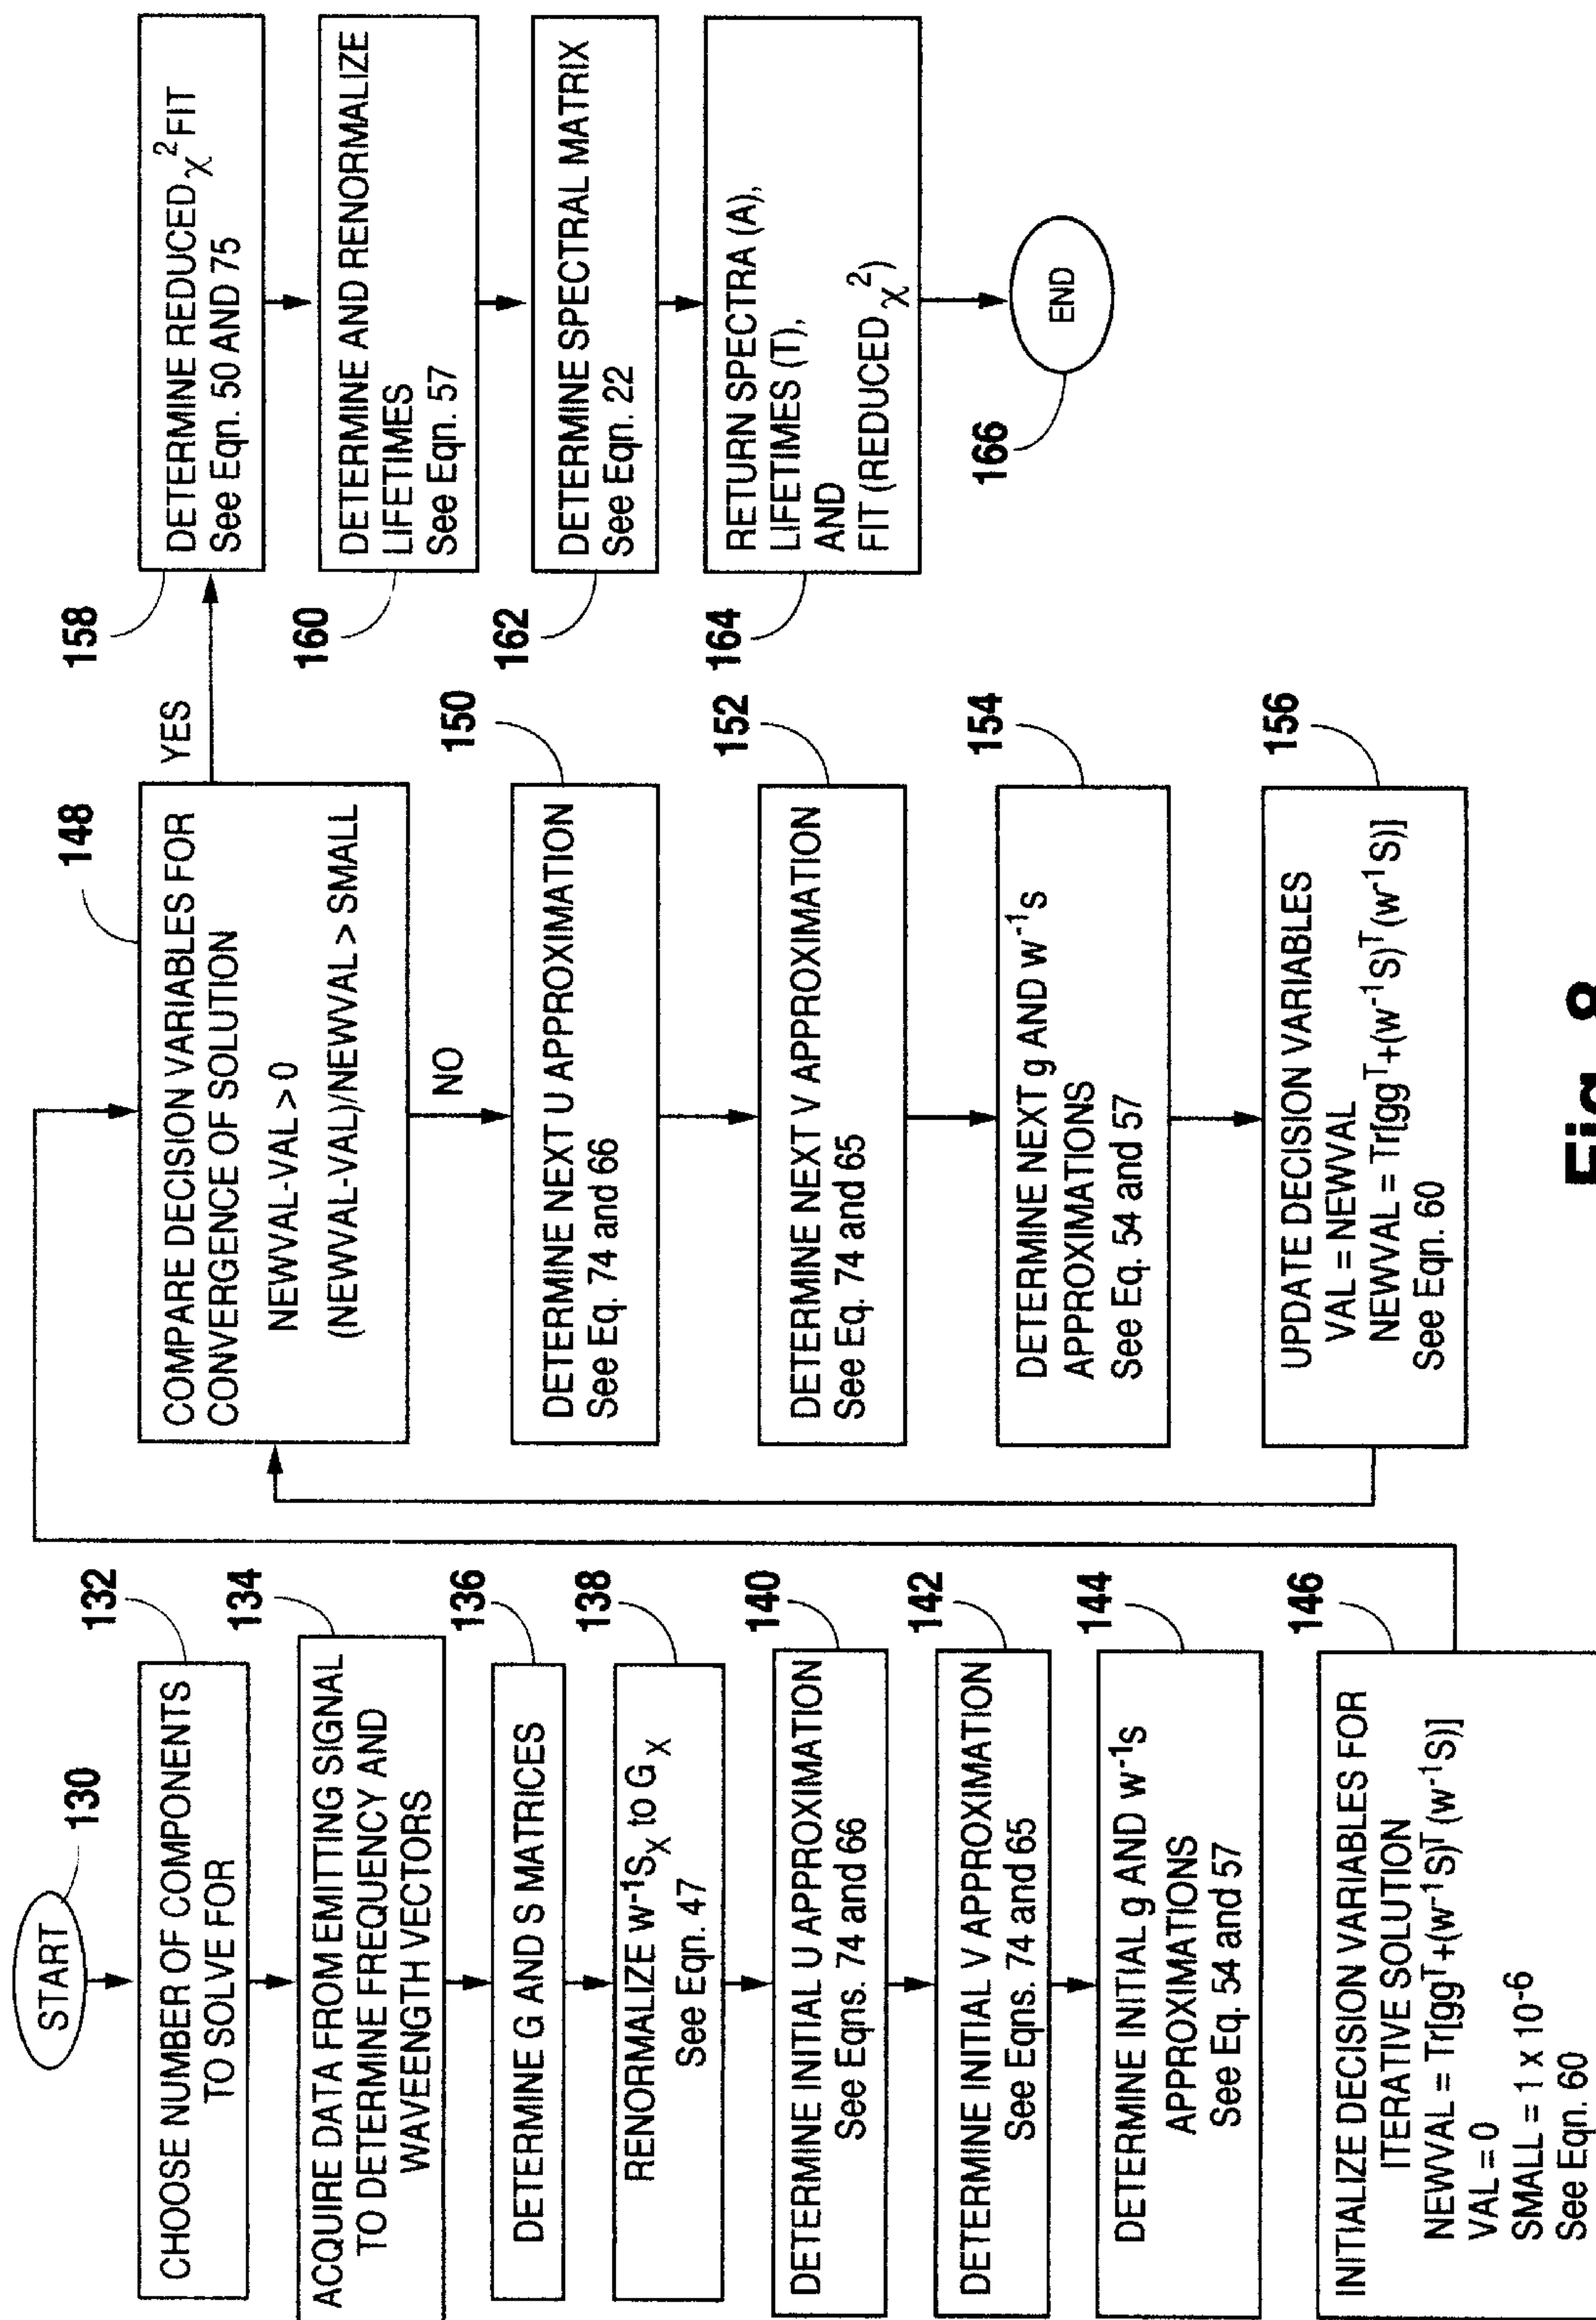 START
130
CHOOSE NUMBER OF COMPONENTS
TO SOLVE FOR
132
ACQUIRE DATA FROM EMITTING SIGNAL
TO DETERMINE FREQUENCY AND
WAVEENGTH VECTORS
134
DETERMINE G AND S MATRICES
136
RENORMALIZE w⁻¹Sₓ to Gₓ
See Eqn. 47
138
DETERMINE INITIAL U APPROXIMATION
See Eqns. 74 and 66
140
DETERMINE INITIAL V APPROXIMATION
See Eqns. 74 and 65
142
DETERMINE INITIAL g AND w⁻¹s
APPROXIMATIONS
See Eq. 54 and 57
144
INITIALIZE DECISION VARIABLES FOR
ITERATIVE SOLUTION
NEWVAL = Tr[ggᵀ+(w⁻¹S)ᵀ(w⁻¹S)]
VAL = 0
SMALL = 1 x 10⁻⁶
See Eqn. 60
146
COMPARE DECISION VARIABLES FOR
CONVERGENCE OF SOLUTION
NEWVAL-VAL > 0
(NEWVAL-VAL)/NEWVAL > SMALL
148
YES
NO
DETERMINE NEXT U APPROXIMATION
See Eq. 74 and 66
150
DETERMINE NEXT V APPROXIMATION
See Eq. 74 and 65
152
DETERMINE NEXT g AND w⁻¹s
APPROXIMATIONS
See Eq. 54 and 57
154
UPDATE DECISION VARIABLES
VAL = NEWVAL
NEWVAL = Tr[ggᵀ+(w⁻¹S)ᵀ(w⁻¹S)]
See Eqn. 60
156
DETERMINE REDUCED χ² FIT
See Eqn. 50 AND 75
158
DETERMINE AND RENORMALIZE
LIFETIMES
See Eqn. 57
160
DETERMINE SPECTRAL MATRIX
See Eqn. 22
162
RETURN SPECTRA (A),
LIFETIMES (T),
AND
FIT (REDUCED χ²)
164
END
166
Fig. 8